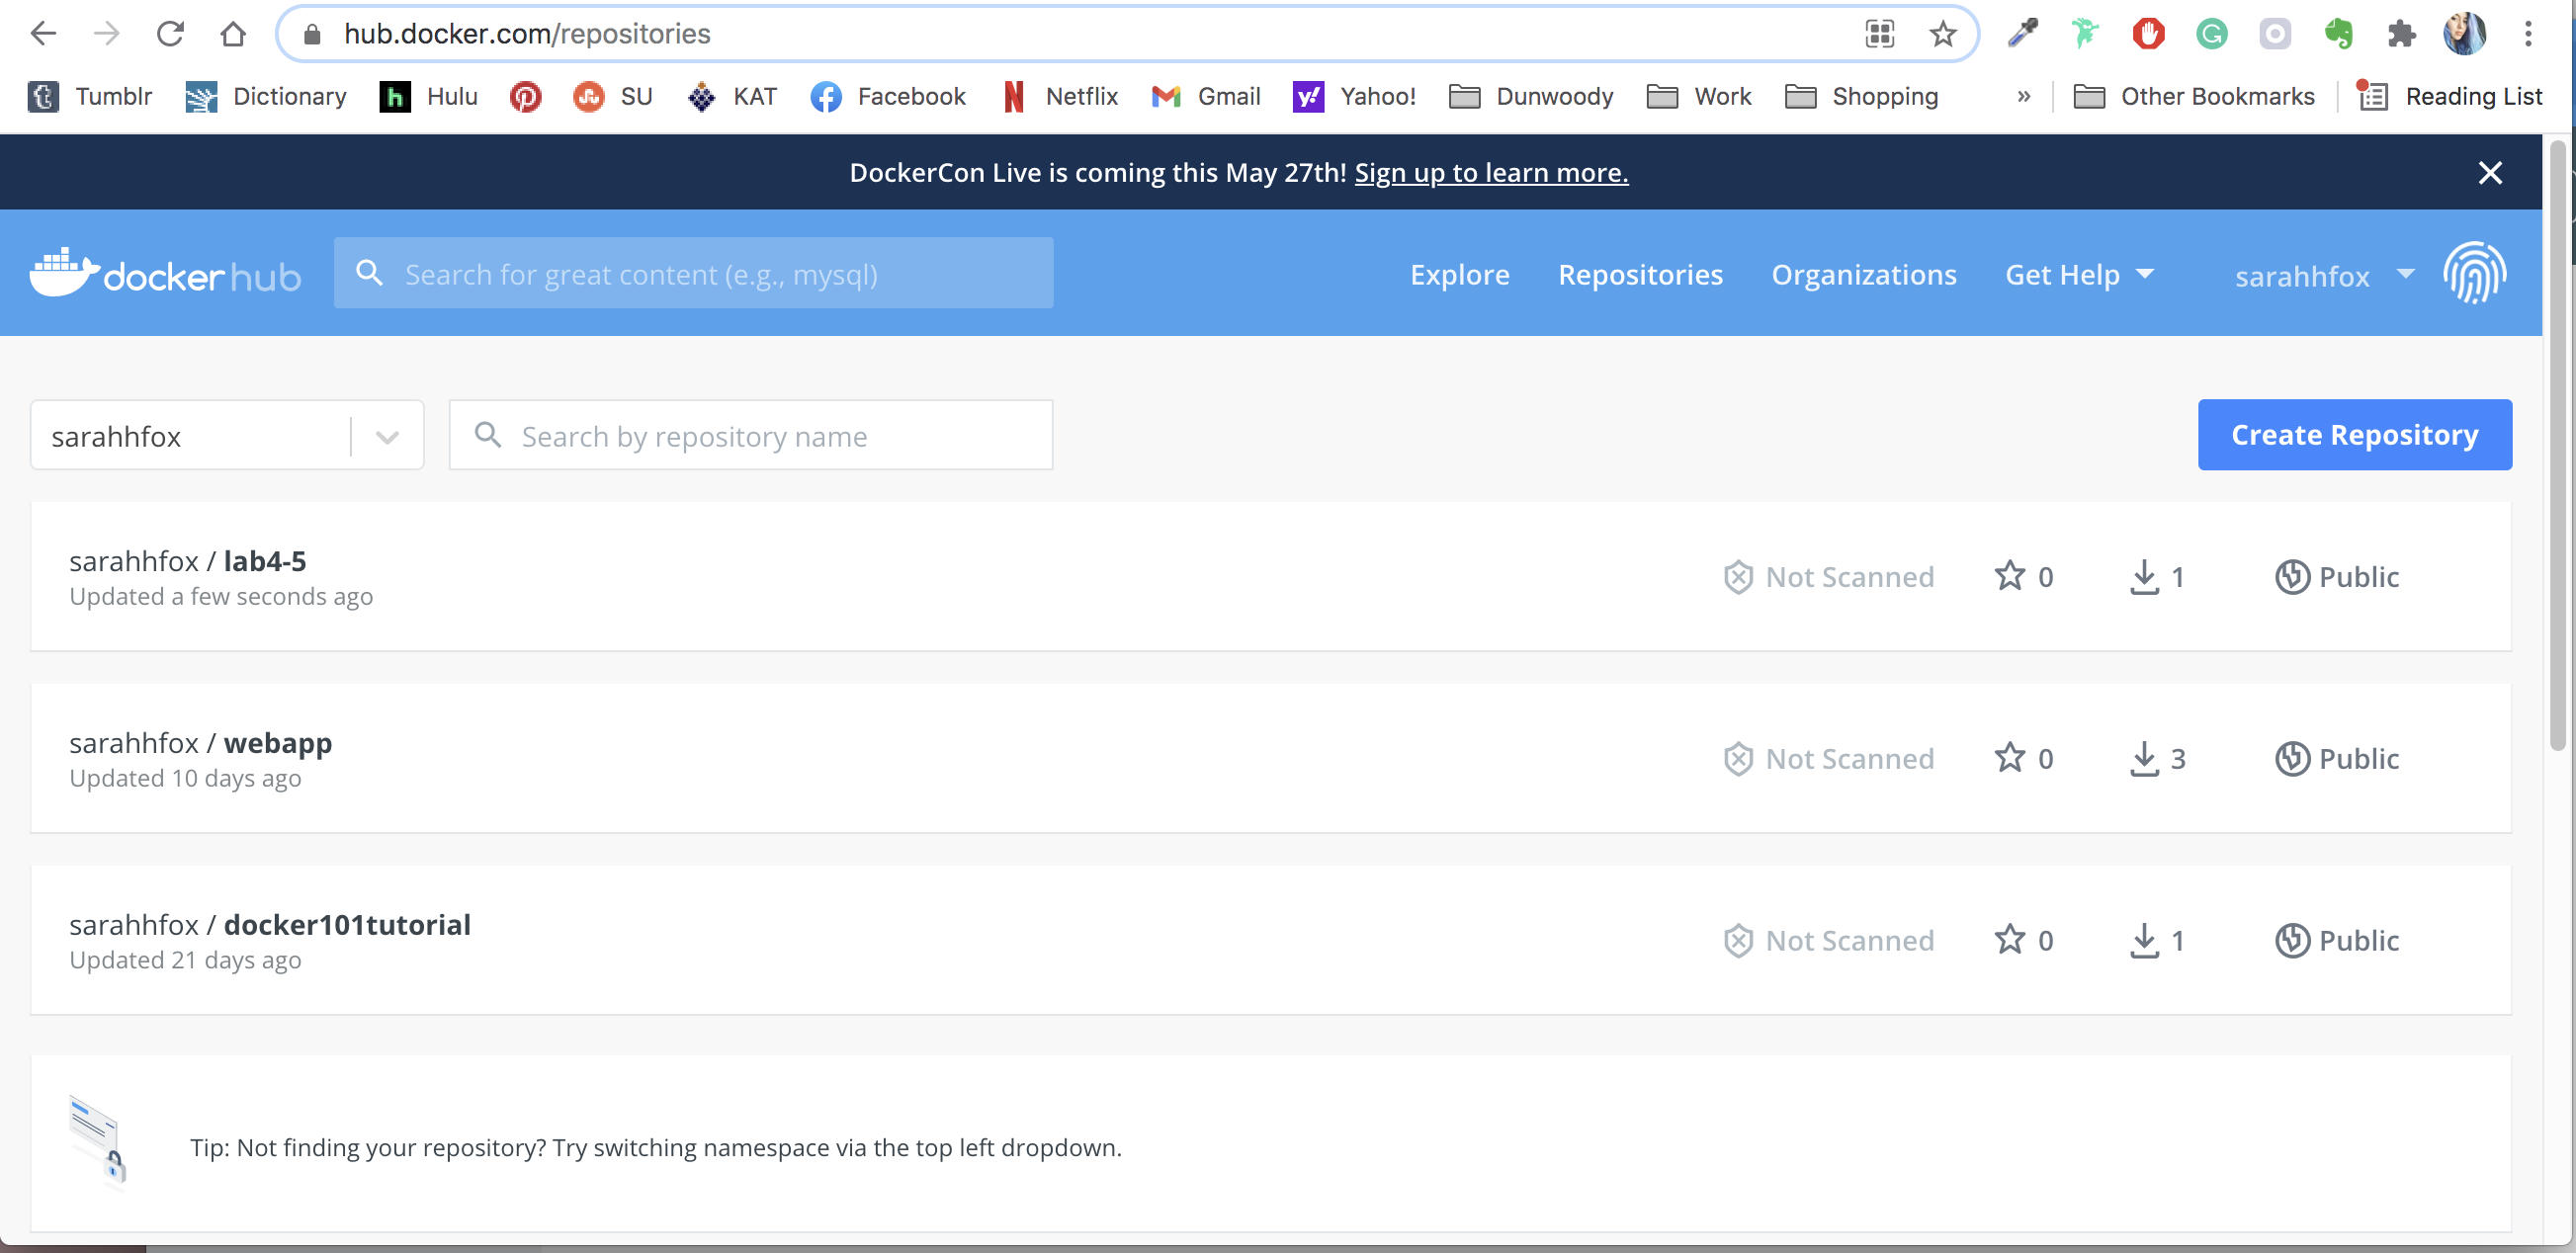 hub.docker.com/repositories
Tumblr Dictionary Hulu SU KAT Facebook Netflix Gmail Yahoo! Dunwoody Work Shopping » Other Bookmarks Reading List
DockerCon Live is coming this May 27th! Sign up to learn more.
docker hub Search for great content (e.g., mysql) Explore Repositories Organizations Get Help sarahhfox
sarahhfox Search by repository name Create Repository
sarahhfox / lab4-5
Updated a few seconds ago
Not Scanned 0 1 Public
sarahhfox / webapp
Updated 10 days ago
Not Scanned 0 3 Public
sarahhfox / docker101tutorial
Updated 21 days ago
Not Scanned 0 1 Public
Tip: Not finding your repository? Try switching namespace via the top left dropdown.